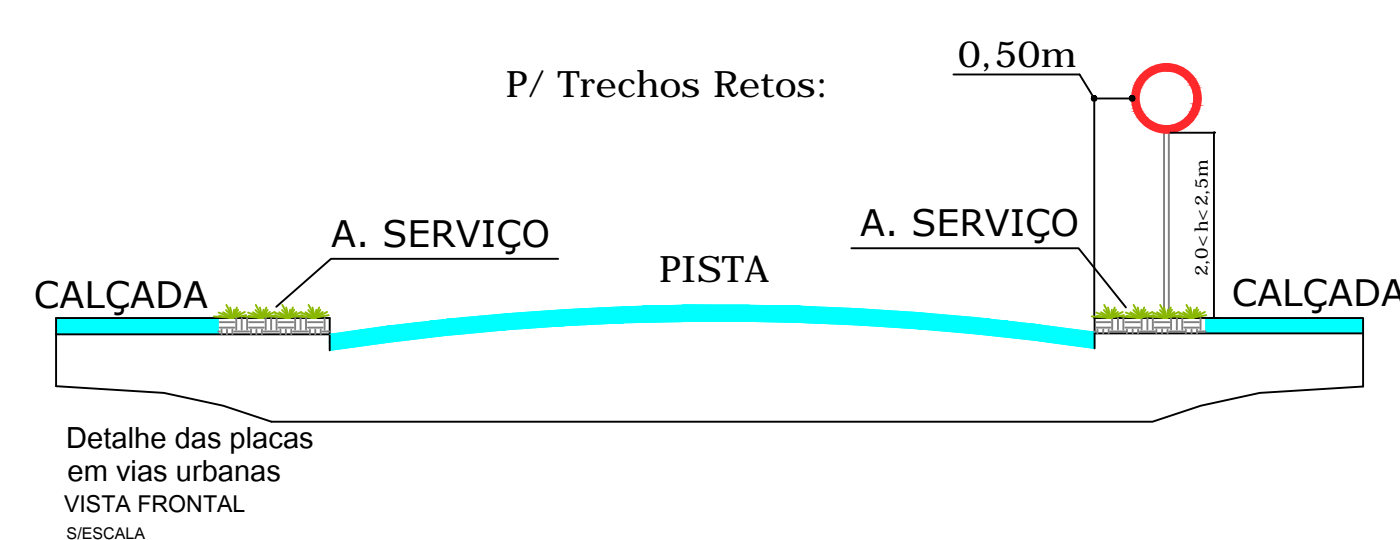 0,50m
P/ Trechos Retos:
2,0<h<2,5m
A. SERVIÇO
A. SERVIÇO
PISTA
CALÇADA
CALÇADA
Detalhe das placas
em vias urbanas
VISTA FRONTAL
S/ESCALA